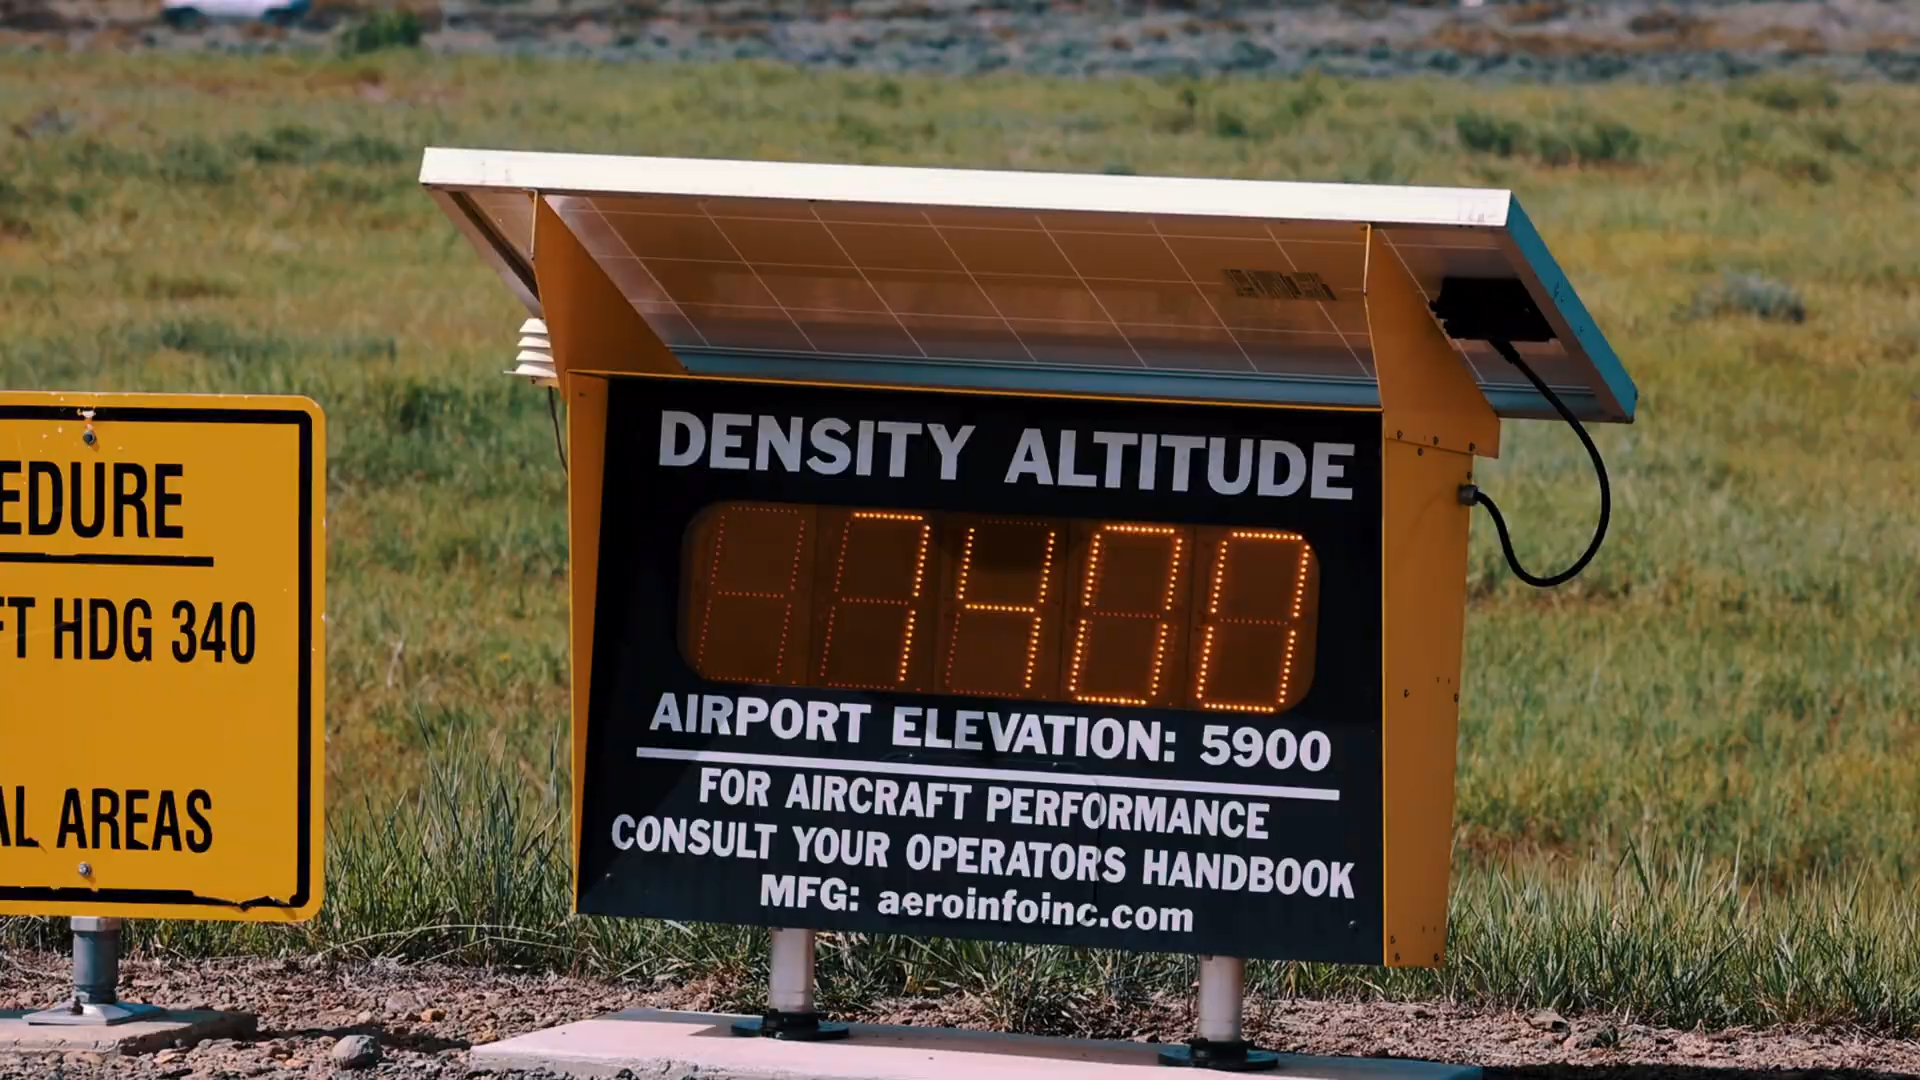 EDURE
FT HDG 340
AL AREAS
DENSITY ALTITUDE
7400
AIRPORT ELEVATION: 5900
FOR AIRCRAFT PERFORMANCE
CONSULT YOUR OPERATORS HANDBOOK
MFG: aeroinfoinc.com